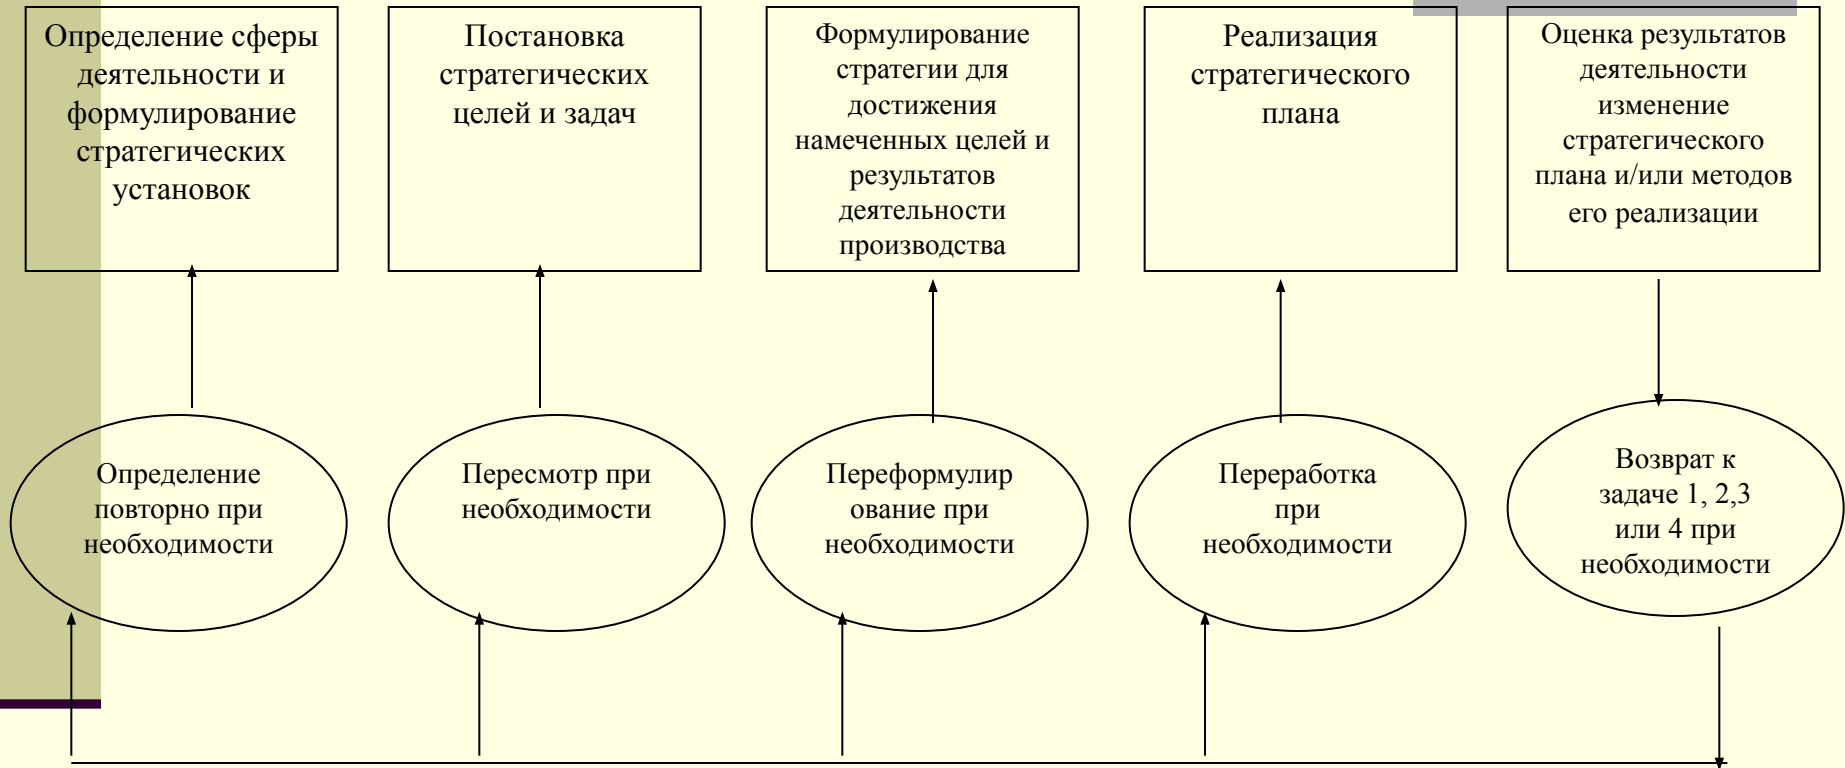 Определение сферы
деятельности и
формулирование
стратегических
установок
Постановка
стратегических
целей и задач
Формулирование
стратегии для
достижения
намеченных целей и
результатов
деятельности
производства
Реализация
стратегического
плана
Оценка результатов
деятельности
изменение
стратегического
плана и/или методов
его реализации
Определение
повторно при
необходимости
Пересмотр при
необходимости
Переформулир
ование при
необходимости
Переработка
при
необходимости
Возврат к
задаче 1, 2,3
или 4 при
необходимости